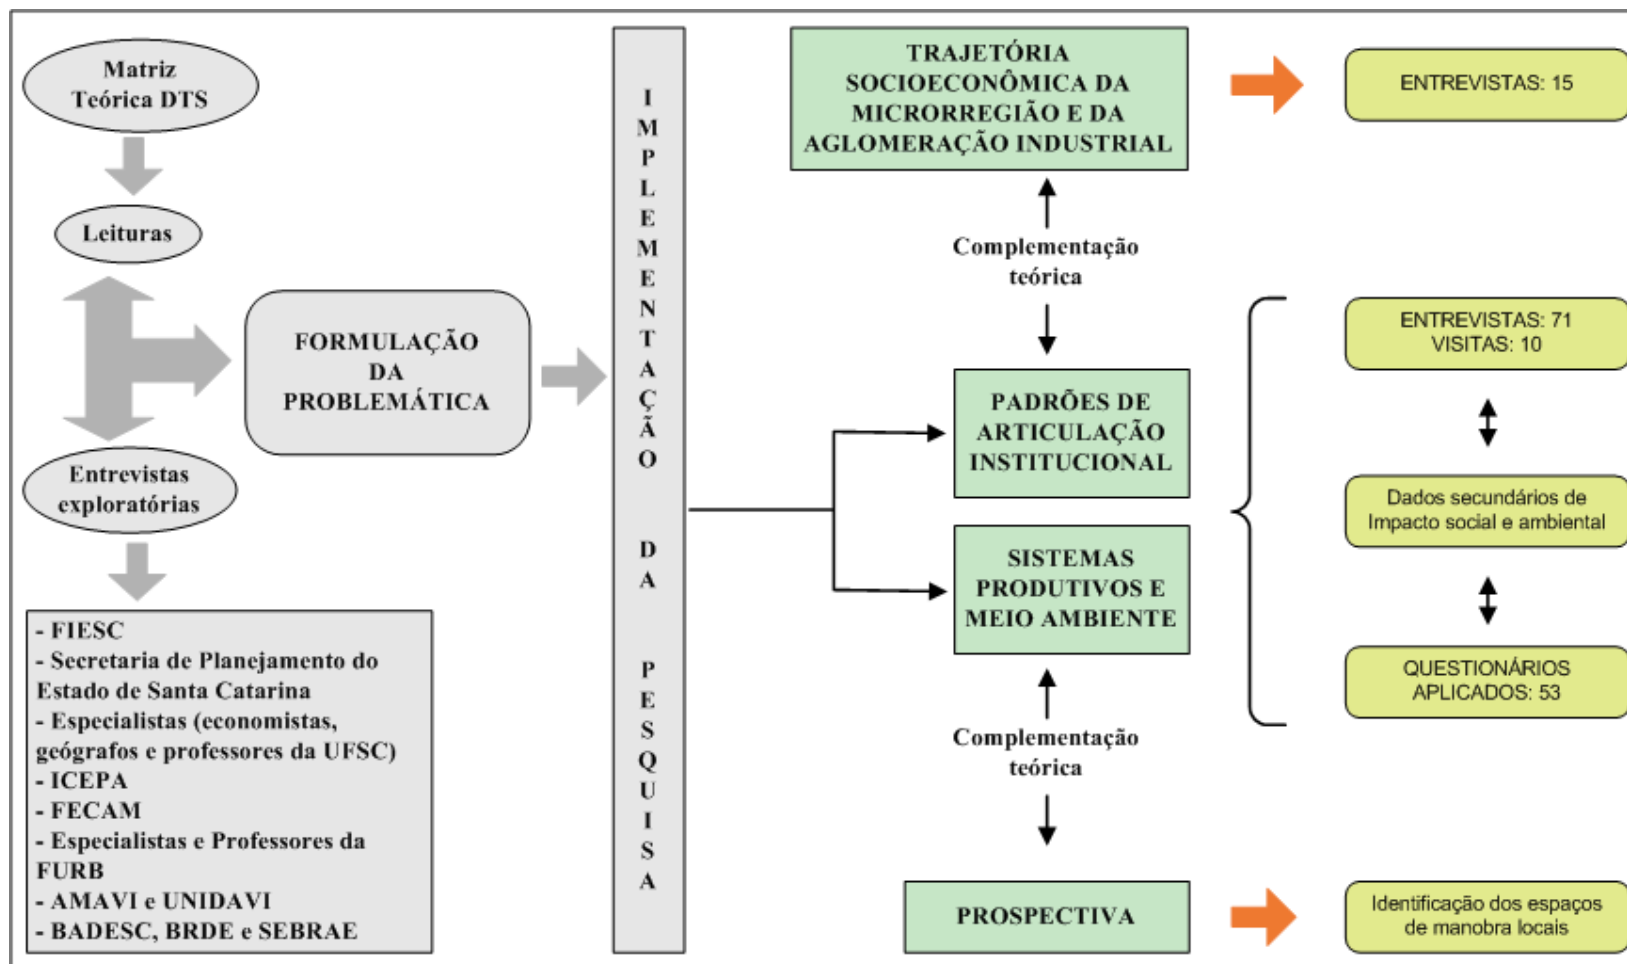 Matriz
Teórica DTS
Leituras
Entrevistas
exploratórias
- FIESC
- Secretaria de Planejamento do
Estado de Santa Catarina
- Especialistas (economistas,
geógrafos e professores da UFSC)
- ICEPA
- FECAM
- Especialistas e Professores da
FURB
- AMAVI e UNIDAVI
- BADESC, BRDE e SEBRAE
FORMULAÇÃO
DA
PROBLEMÁTICA
IMPLEMENTAÇÃO DA PESQUISA
TRAJETÓRIA
SOCIOECONÔMICA DA
MICRORREGIÃO E DA
AGLOMERAÇÃO INDUSTRIAL
Complementação
teórica
PADRÕES DE
ARTICULAÇÃO
INSTITUCIONAL
SISTEMAS
PRODUTIVOS E
MEIO AMBIENTE
Complementação
teórica
PROSPECTIVA
ENTREVISTAS: 15
ENTREVISTAS: 71
VISITAS: 10
Dados secundários de
Impacto social e ambiental
QUESTIONÁRIOS
APLICADOS: 53
Identificação dos espaços
de manobra locais